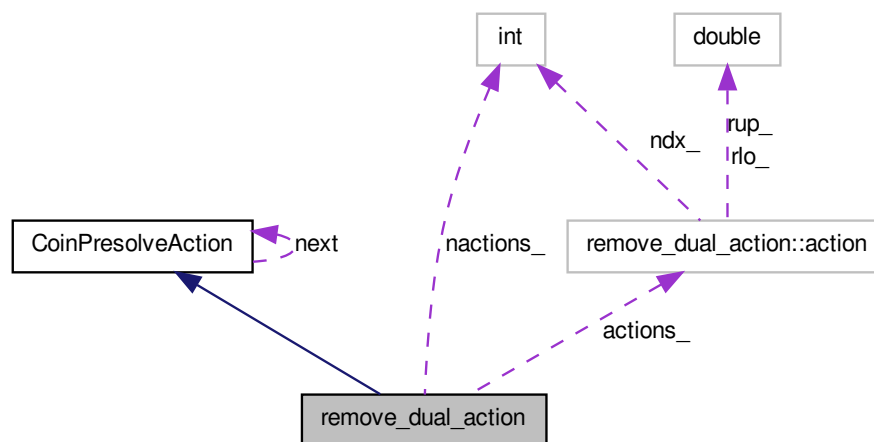 int
double
rup_
rlo_
ndx_
CoinPresolveAction
next
nactions_
remove_dual_action::action
actions_
remove_dual_action